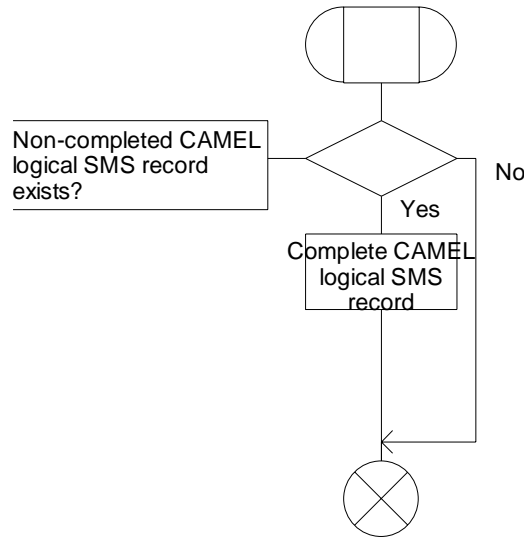 Non-completed CAMEL
logical SMS record
exists?
No
Yes
Complete CAMEL
logical SMS
record